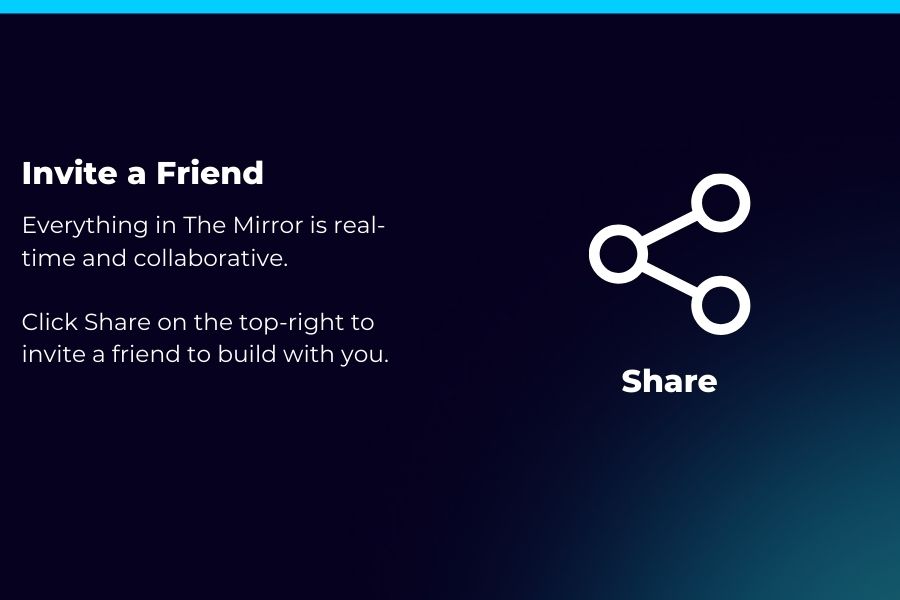 Invite a Friend
Everything in The Mirror is real-
time and collaborative.
Click Share on the top-right to
invite a friend to build with you.
Share